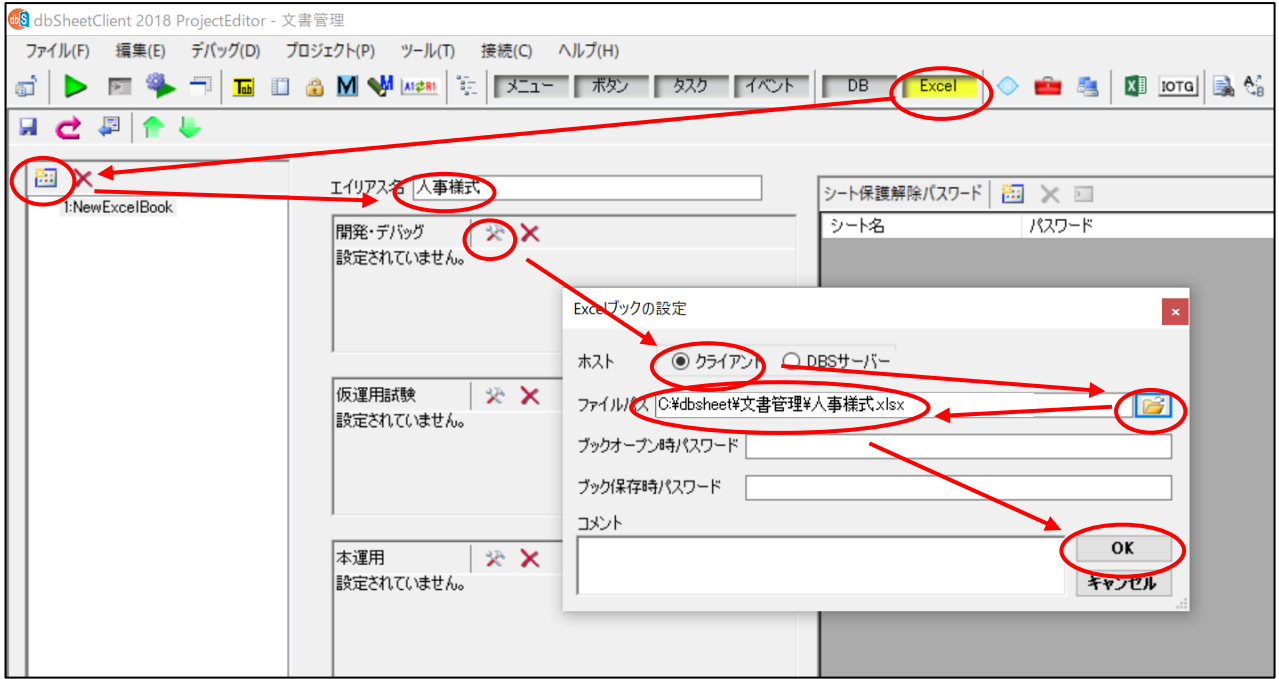 dbS dbSheetClient 2018 ProjectEditor - 文書管理
ファイル(F) 編集(E) デバッグ(D) プロジェクト(P) ツール(T) 接続(C) ヘルプ(H)
Tab M A1 R1 メニュー ボタン タスク イベント DB Excel IOTG
エイリアス名 人事様式
シート保護解除パスワード
1:NewExcelBook
シート名 パスワード
開発・デバッグ
設定されていません。
Excelブックの設定
ホスト クライアント DBSサーバー
仮運用試験
ファイルパス C:¥dbsheet¥文書管理¥人事様式.xlsx
設定されていません。
ブックオープン時パスワード
ブック保存時パスワード
コメント
本運用
OK
設定されていません。
キャンセル